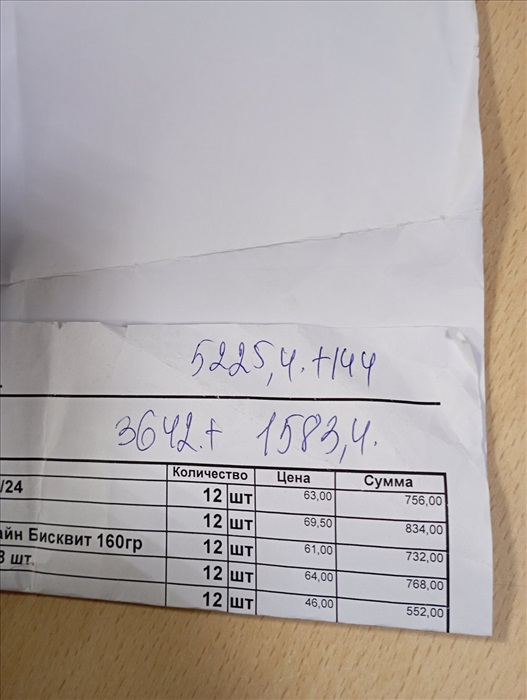 5225,4.+144
3642.+ 1583,4.
Количество Цена Сумма
/24 12 шт 63,00 756,00
12 шт 69,50 834,00
айн Бисквит 160гр 12 шт 61,00 732,00
3 шт. 12 шт 64,00 768,00
12 шт 46,00 552,00